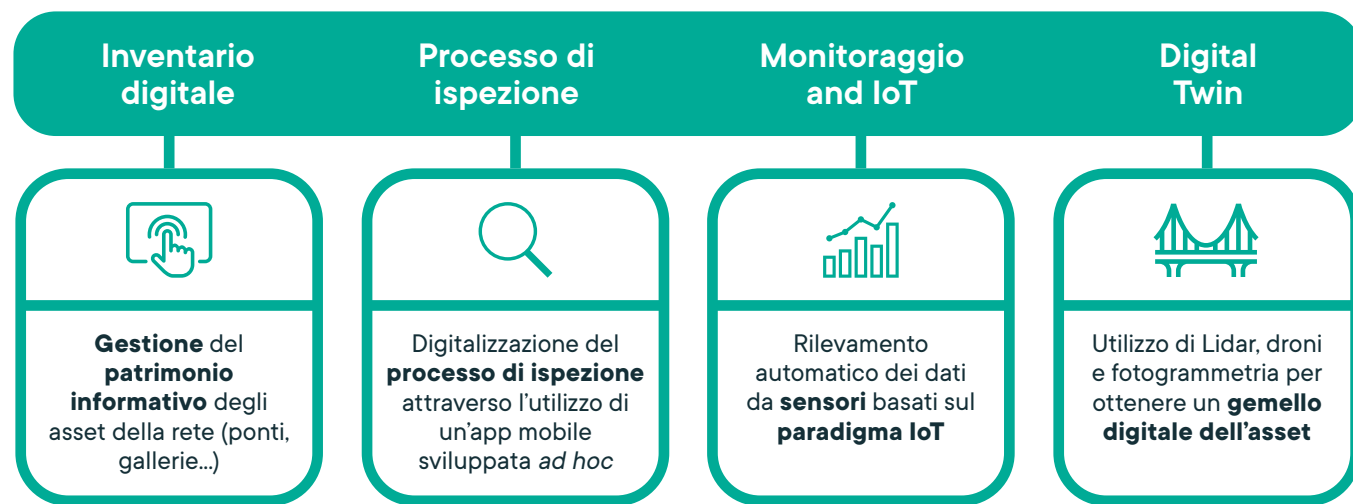 Inventario
digitale
Processo di
ispezione
Monitoraggio
and IoT
Digital
Twin
Gestione del
patrimonio
informativo degli
asset della rete (ponti,
gallerie...)
Digitalizzazione del
processo di ispezione
attraverso l’utilizzo di
un’app mobile
sviluppata ad hoc
Rilevamento
automatico dei dati
da sensori basati sul
paradigma IoT
Utilizzo di Lidar, droni
e fotogrammetria per
ottenere un gemello
digitale dell’asset